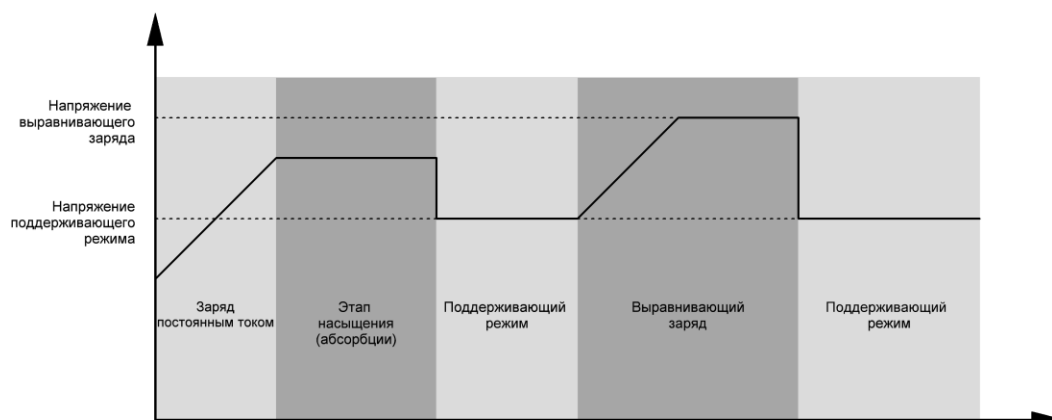 Напряжение
выравнивающего
заряда
Напряжение
поддерживающего
режима
Заряд
постоянным током
Этап
насыщения
(абсорбции)
Поддерживающий
режим
Выравнивающий
заряд
Поддерживающий
режим